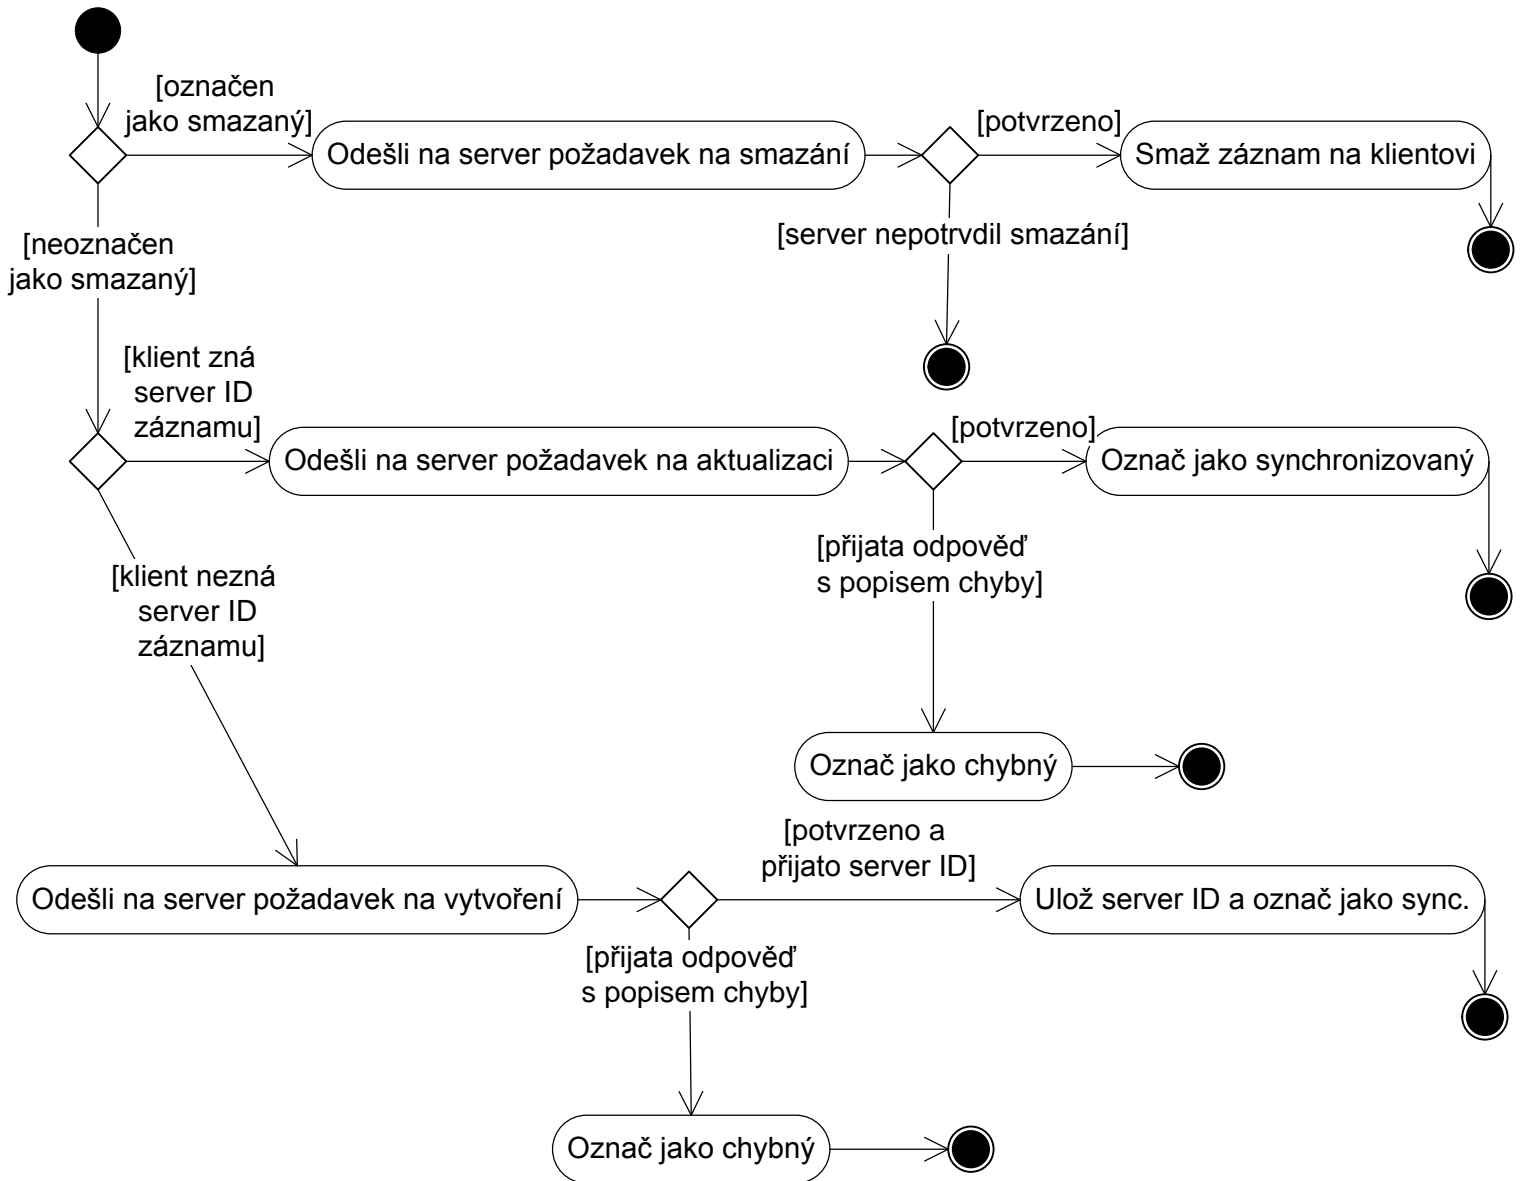 [označen
jako smazaný]
Odešli na server požadavek na smazání
[potvrzeno]
Smaž záznam na klientovi
[neoznačen
jako smazaný]
[server nepotrvdil smazání]
[klient zná
server ID
záznamu]
Odešli na server požadavek na aktualizaci
[potvrzeno]
Označ jako synchronizovaný
[přijata odpověď
s popisem chyby]
[klient nezná
server ID
záznamu]
Označ jako chybný
[potvrzeno a
přijato server ID]
Odešli na server požadavek na vytvoření
Ulož server ID a označ jako sync.
[přijata odpověď
s popisem chyby]
Označ jako chybný